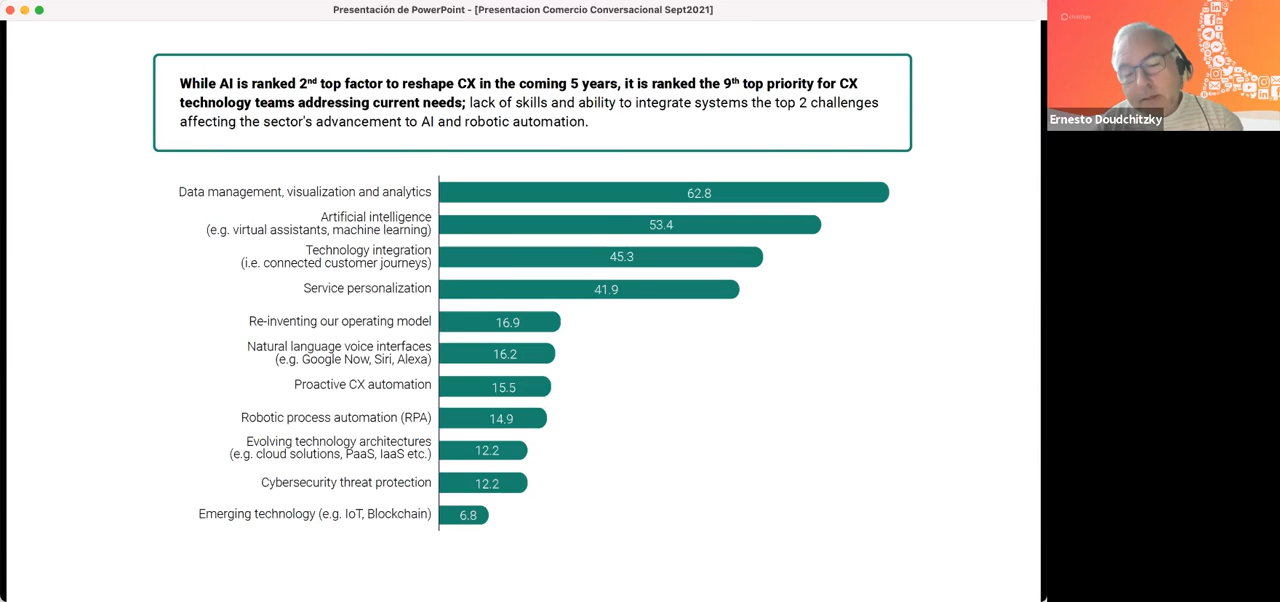 Presentación de PowerPoint - [Presentacion Comercio Conversacional Sept2021]
While AI is ranked 2nd top factor to reshape CX in the coming 5 years, it is ranked the 9th top priority for CX
technology teams addressing current needs; lack of skills and ability to integrate systems the top 2 challenges
affecting the sector's advancement to AI and robotic automation.
Data management, visualization and analytics
62.8
Artificial intelligence
(e.g. virtual assistants, machine learning)
53.4
Technology integration
(i.e. connected customer journeys)
45.3
Service personalization
41.9
Re-inventing our operating model
16.9
Natural language voice interfaces
(e.g. Google Now, Siri, Alexa)
16.2
Proactive CX automation
15.5
Robotic process automation (RPA)
14.9
Evolving technology architectures
(e.g. cloud solutions, PaaS, IaaS etc.)
12.2
Cybersecurity threat protection
12.2
Emerging technology (e.g. IoT, Blockchain)
6.8
Ernesto Doudchitzky